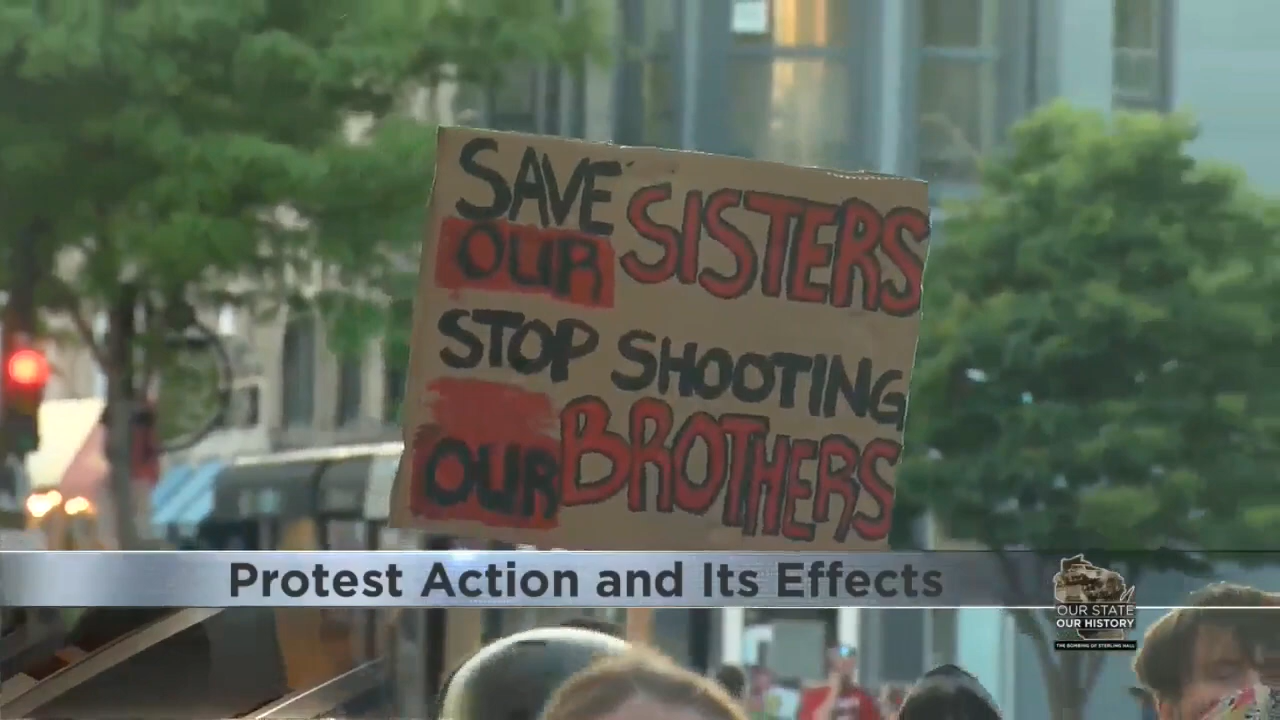 SAVE
OUR SISTERS
STOP SHOOTING
OUR BROTHERS
Protest Action and Its Effects
OUR STATE
OUR HISTORY
THE BOMBING OF STERLING HALL